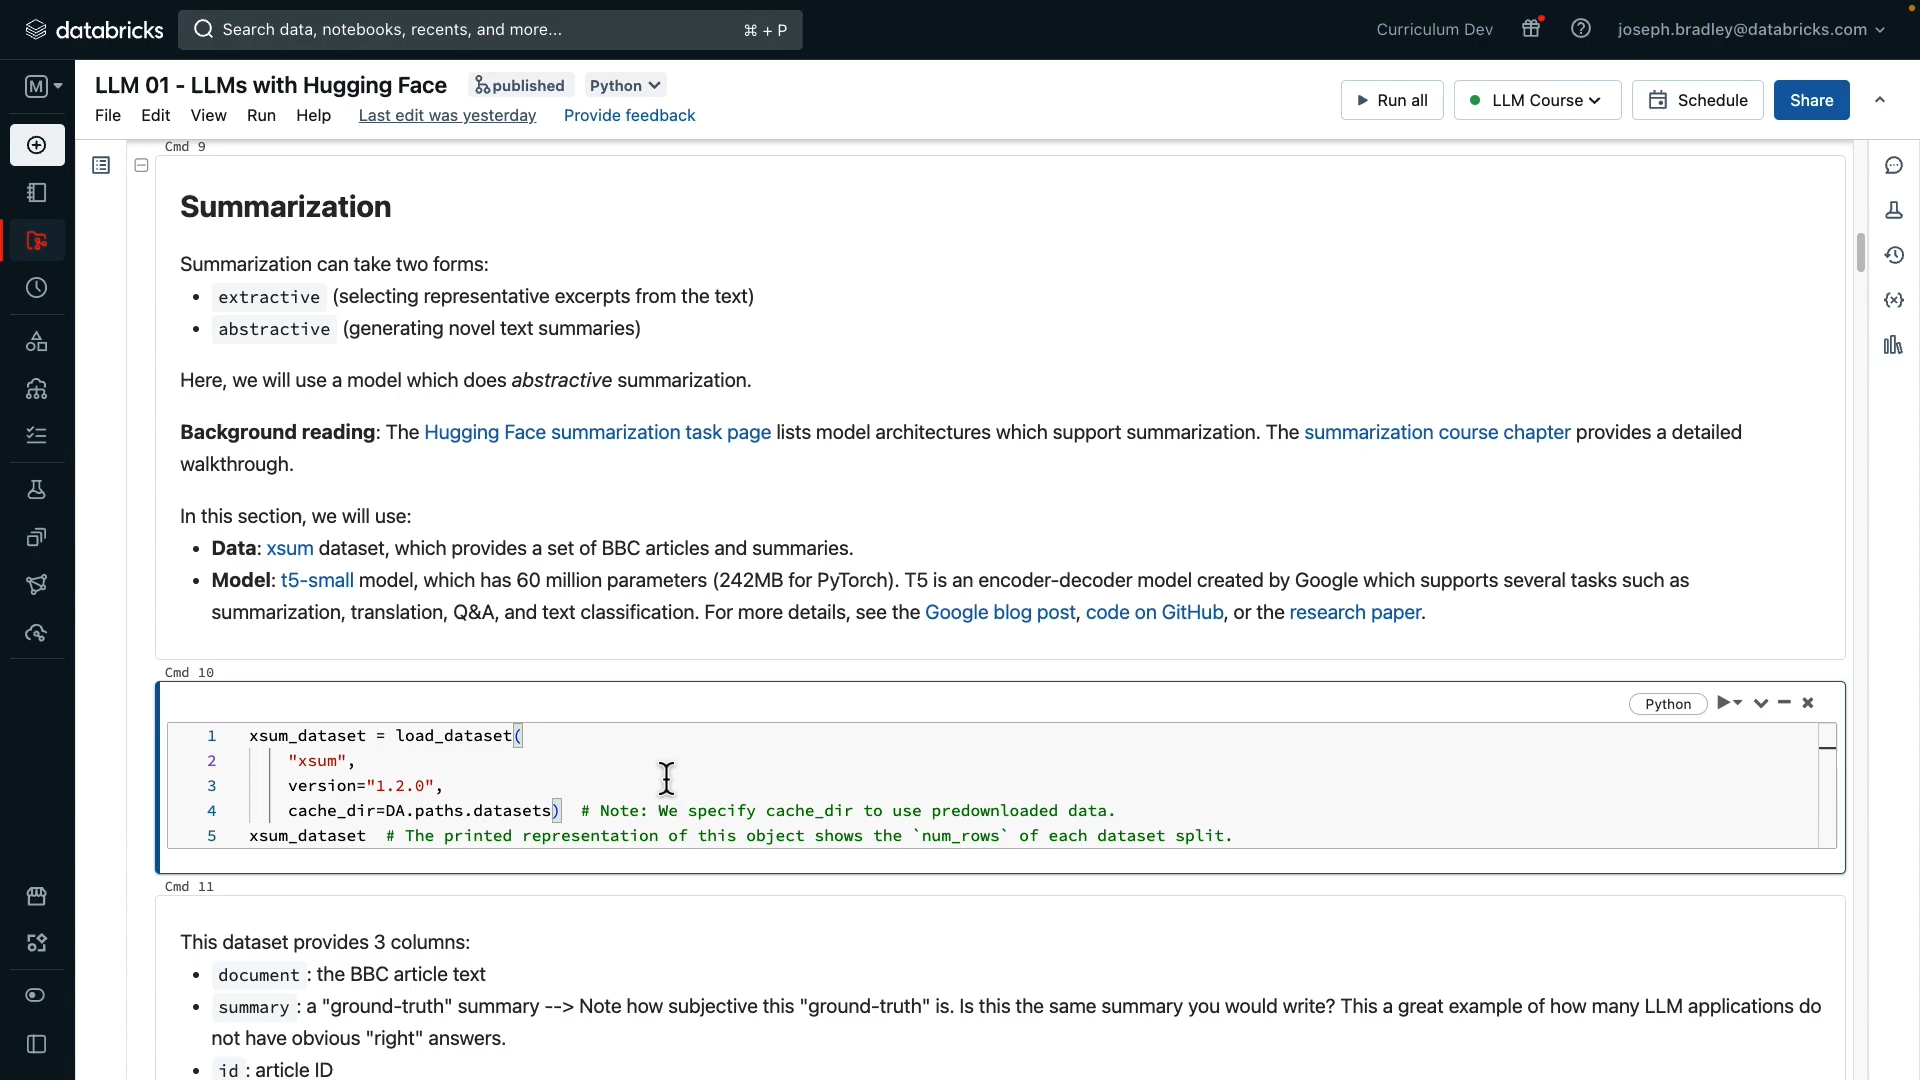 databricks
Search data, notebooks, recents, and more... ⌘ + P
Curriculum Dev
joseph.bradley@databricks.com
M
LLM 01 - LLMs with Hugging Face published Python
File Edit View Run Help Last edit was yesterday Provide feedback
Run all LLM Course Schedule Share
Cmd 9
Summarization
Summarization can take two forms:
• extractive (selecting representative excerpts from the text)
• abstractive (generating novel text summaries)
Here, we will use a model which does abstractive summarization.
Background reading: The Hugging Face summarization task page lists model architectures which support summarization. The summarization course chapter provides a detailed
walkthrough.
In this section, we will use:
• Data: xsum dataset, which provides a set of BBC articles and summaries.
• Model: t5-small model, which has 60 million parameters (242MB for PyTorch). T5 is an encoder-decoder model created by Google which supports several tasks such as
summarization, translation, Q&A, and text classification. For more details, see the Google blog post, code on GitHub, or the research paper.
Cmd 10
Python
1 xsum_dataset = load_dataset(
2 "xsum",
3 version="1.2.0",
4 cache_dir=DA.paths.datasets) # Note: We specify cache_dir to use predownloaded data.
5 xsum_dataset # The printed representation of this object shows the `num_rows` of each dataset split.
Cmd 11
This dataset provides 3 columns:
• document : the BBC article text
• summary : a "ground-truth" summary --> Note how subjective this "ground-truth" is. Is this the same summary you would write? This a great example of how many LLM applications do
not have obvious "right" answers.
• id : article ID